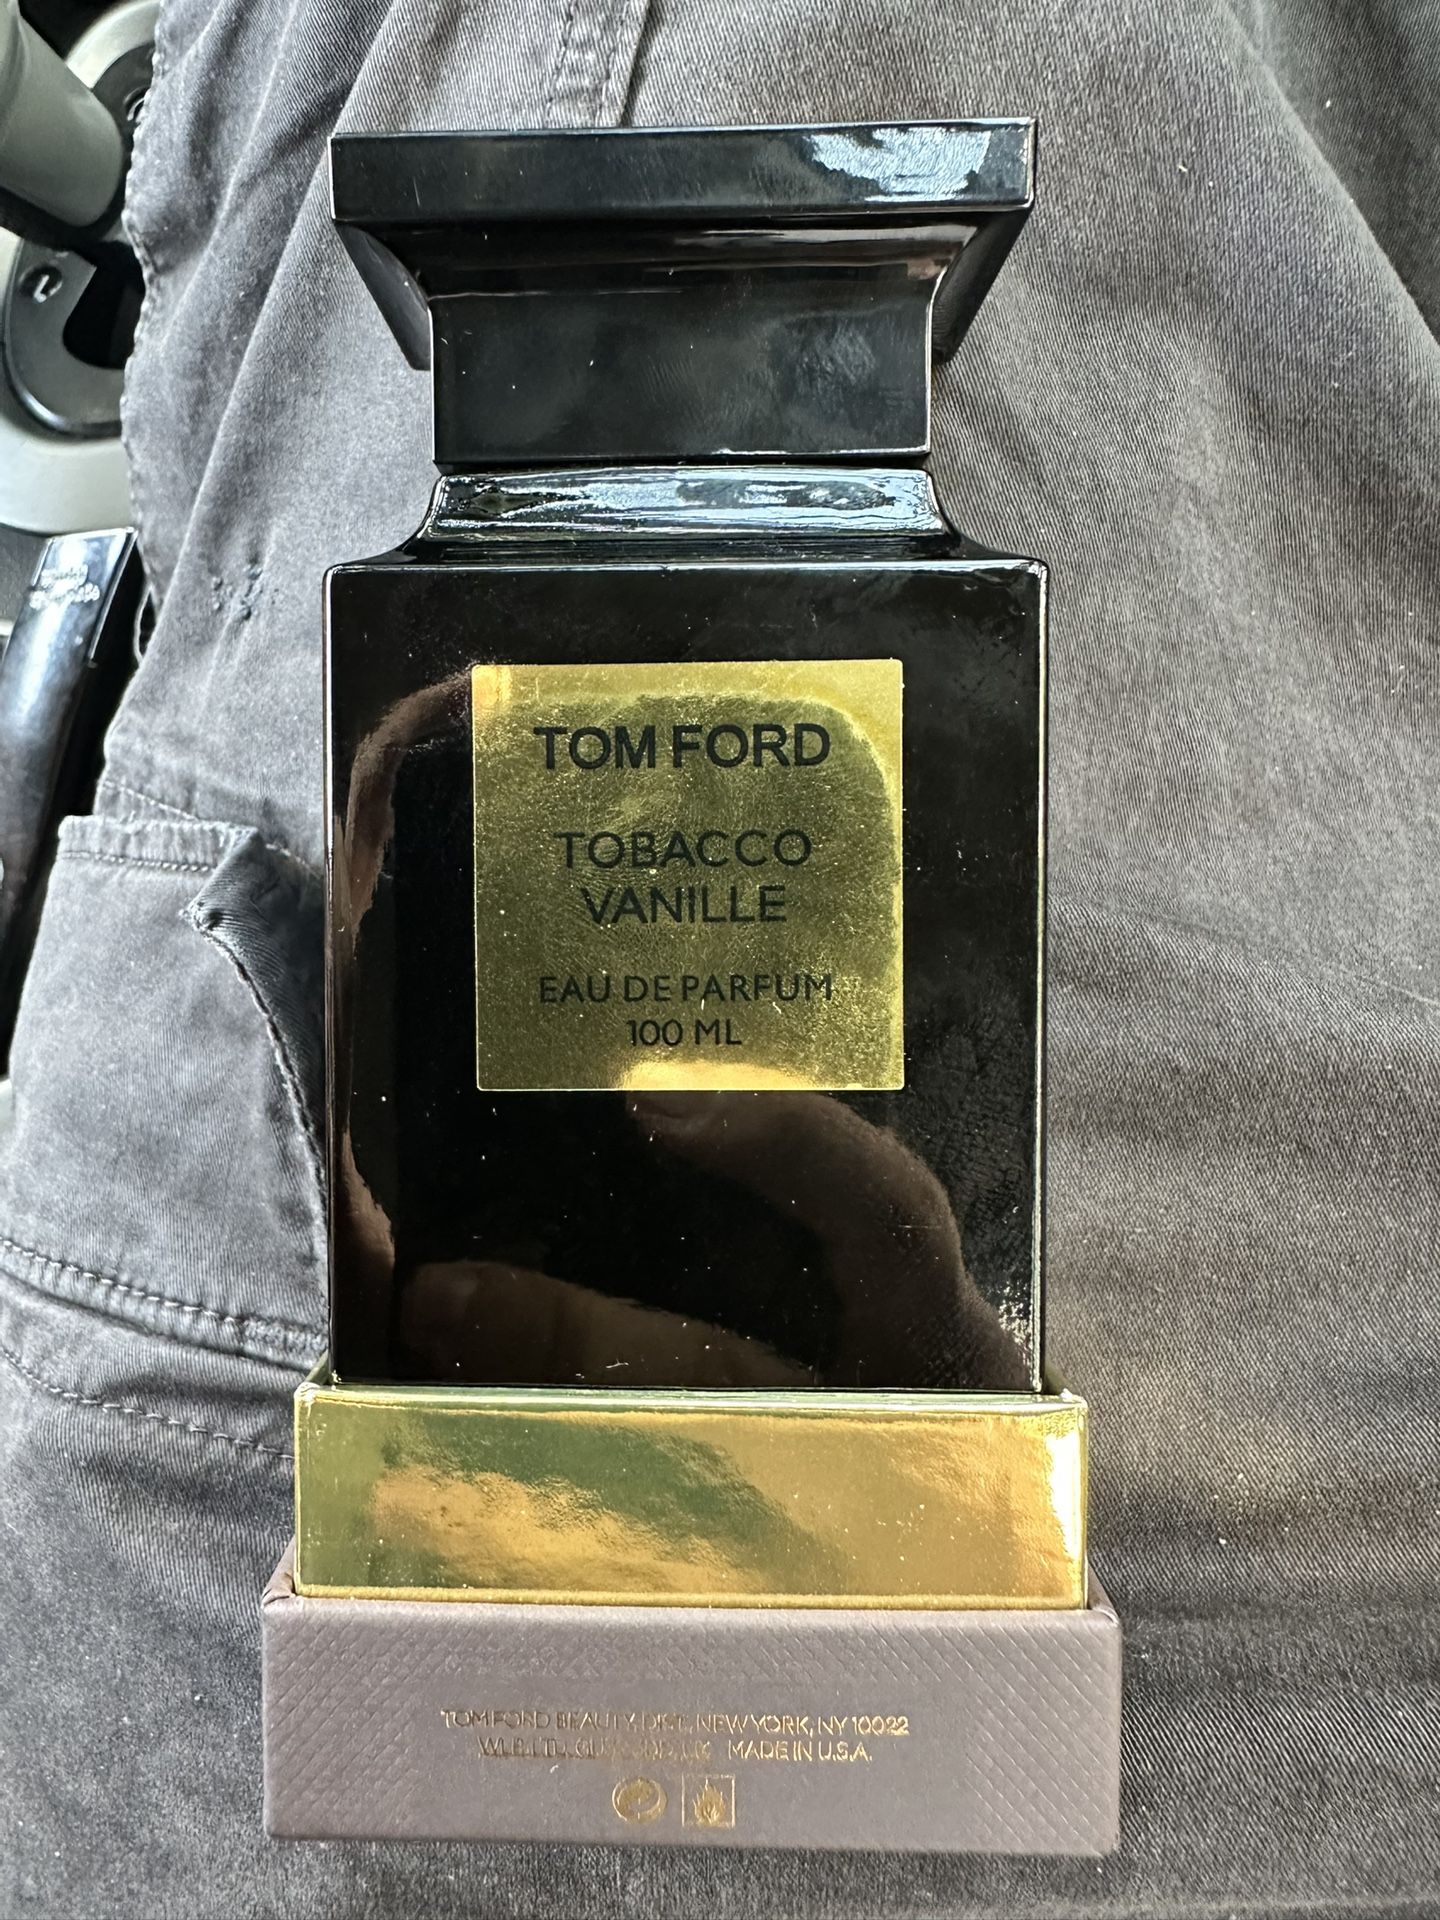 TOM FORD
TOBACCO
VANILLE
EAU DE PARFUM
100 ML
TOM FORD BEAUTY, DIST., NEW YORK, NY 10022
MADE IN U.S.A.